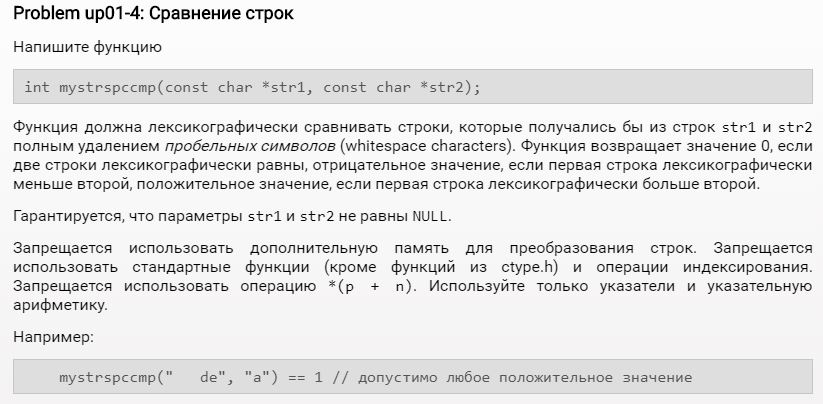 Problem up01-4: Сравнение строк
Напишите функцию
int mystrspccmp(const char *str1, const char *str2);
Функция должна лексикографически сравнивать строки, которые получались бы из строк str1 и str2
полным удалением пробельных символов (whitespace characters). Функция возвращает значение 0, если
две строки лексикографически равны, отрицательное значение, если первая строка лексикографически
меньше второй, положительное значение, если первая строка лексикографически больше второй.
Гарантируется, что параметры str1 и str2 не равны NULL.
Запрещается использовать дополнительную память для преобразования строк. Запрещается
использовать стандартные функции (кроме функций из ctype.h) и операции индексирования.
Запрещается использовать операцию *(p + n). Используйте только указатели и указательную
арифметику.
Например:
mystrspccmp("   de", "a") == 1 // допустимо любое положительное значение